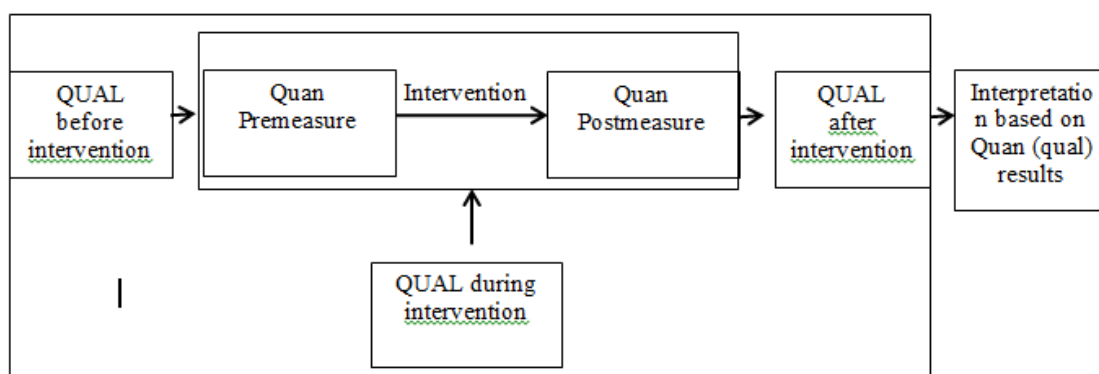 QUAL
before
intervention
Quan
Premeasure
Intervention
Quan
Postmeasure
QUAL
after
intervention
Interpretatio
n based on
Quan (qual)
results
QUAL during
intervention